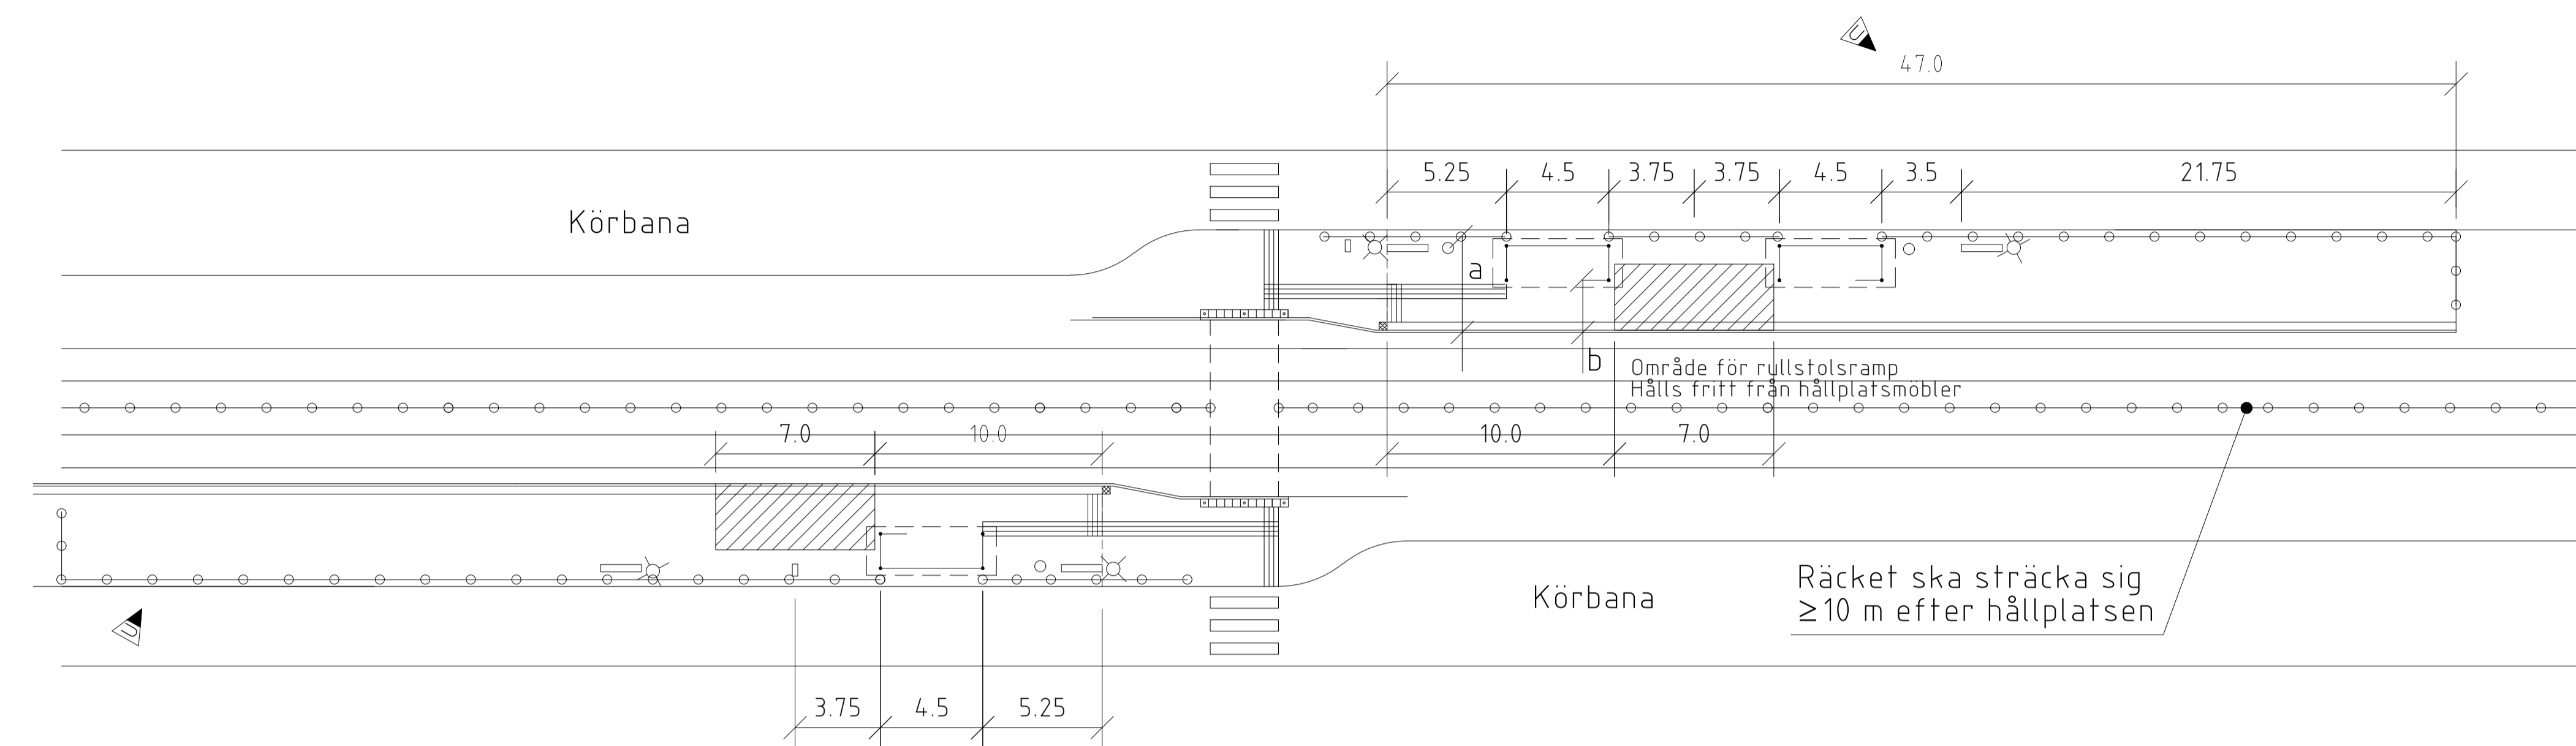 U
47.0
5.25 4.5 3.75 3.75 4.5 3.5 21.75
Körbana
a
b
Område för rullstolsramp
Hålls fritt från hållplatsmöbler
7.0 10.0 10.0 7.0
Räcket ska sträcka sig
≥10 m efter hållplatsen
Körbana
U
3.75 4.5 5.25